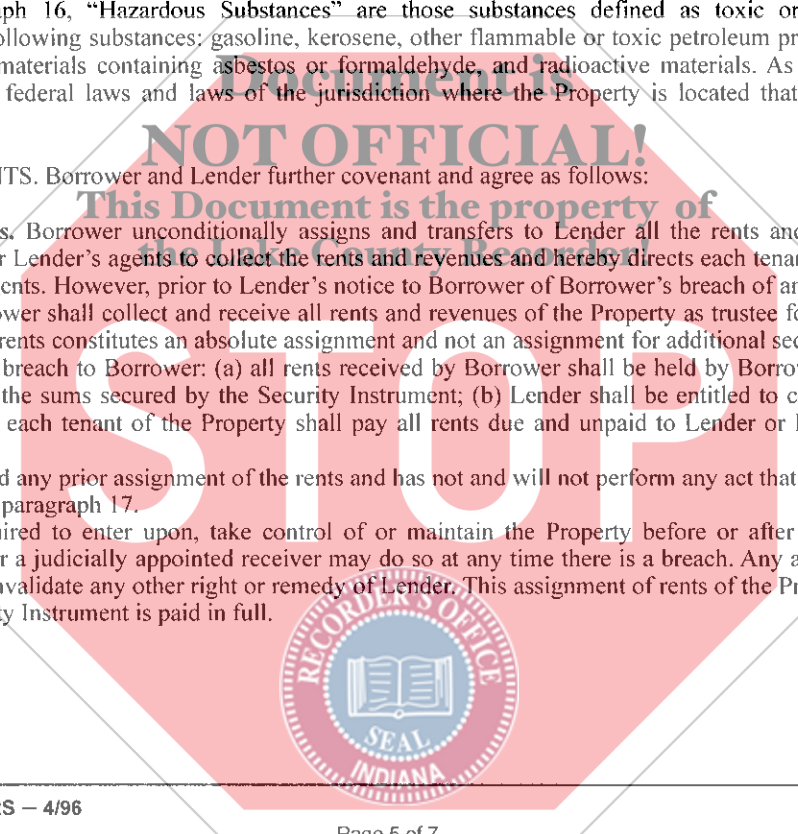 ph 16, “Hazardous Substances” are those substances defined as toxic or
ollowing substances: gasoline, kerosene, other flammable or toxic petroleum pr
materials containing asbestos or formaldehyde, and radioactive materials. As
federal laws and laws of the jurisdiction where the Property is located that
Document is
NOT OFFICIAL!
NTS. Borrower and Lender further covenant and agree as follows:
This Document is the property of
s. Borrower unconditionally assigns and transfers to Lender all the rents and
the Lake County Recorder!
r Lender’s agents to collect the rents and revenues and hereby directs each tenan
ents. However, prior to Lender’s notice to Borrower of Borrower’s breach of an
ower shall collect and receive all rents and revenues of the Property as trustee fo
rents constitutes an absolute assignment and not an assignment for additional sec
breach to Borrower: (a) all rents received by Borrower shall be held by Borrow
the sums secured by the Security Instrument; (b) Lender shall be entitled to c
each tenant of the Property shall pay all rents due and unpaid to Lender or L
STOP
d any prior assignment of the rents and has not and will not perform any act that
paragraph 17.
uired to enter upon, take control of or maintain the Property before or after
r a judicially appointed receiver may do so at any time there is a breach. Any a
nvalidate any other right or remedy of Lender. This assignment of rents of the Pr
ty Instrument is paid in full.
RECORDER'S OFFICE
SEAL
INDIANA
RS — 4/96
Page 5 of 7